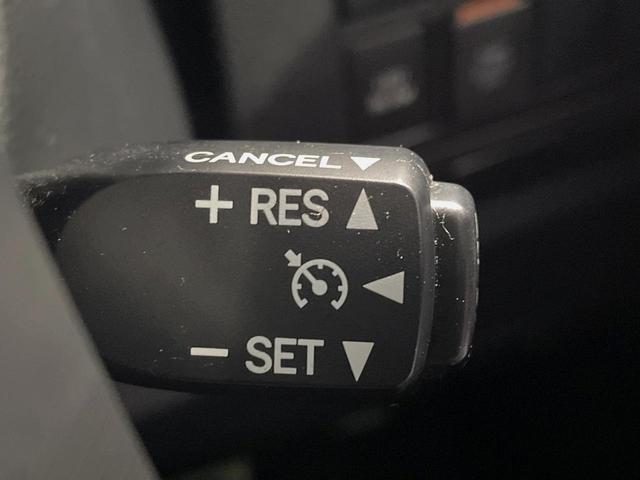 CANCEL ▼
+ RES ▲
◀
− SET ▼